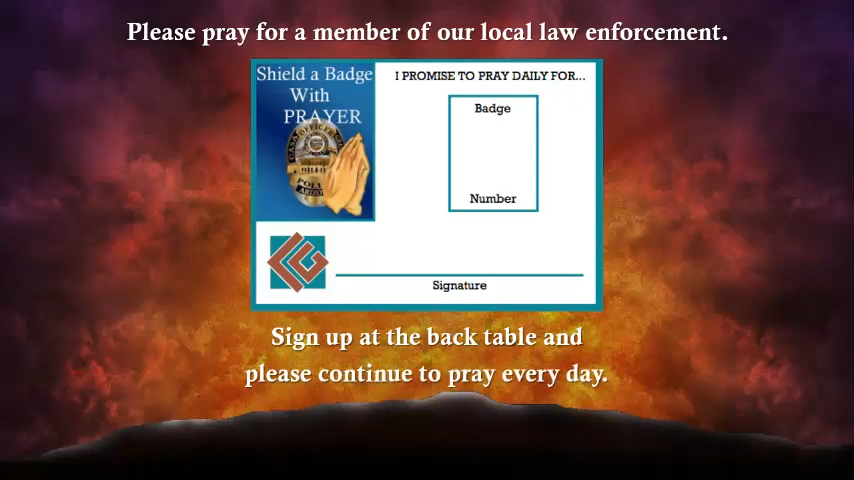 Please pray for a member of our local law enforcement.
Shield a Badge
With
PRAYER
I PROMISE TO PRAY DAILY FOR...
Badge
Number
OFFICER
Signature
Sign up at the back table and
please continue to pray every day.